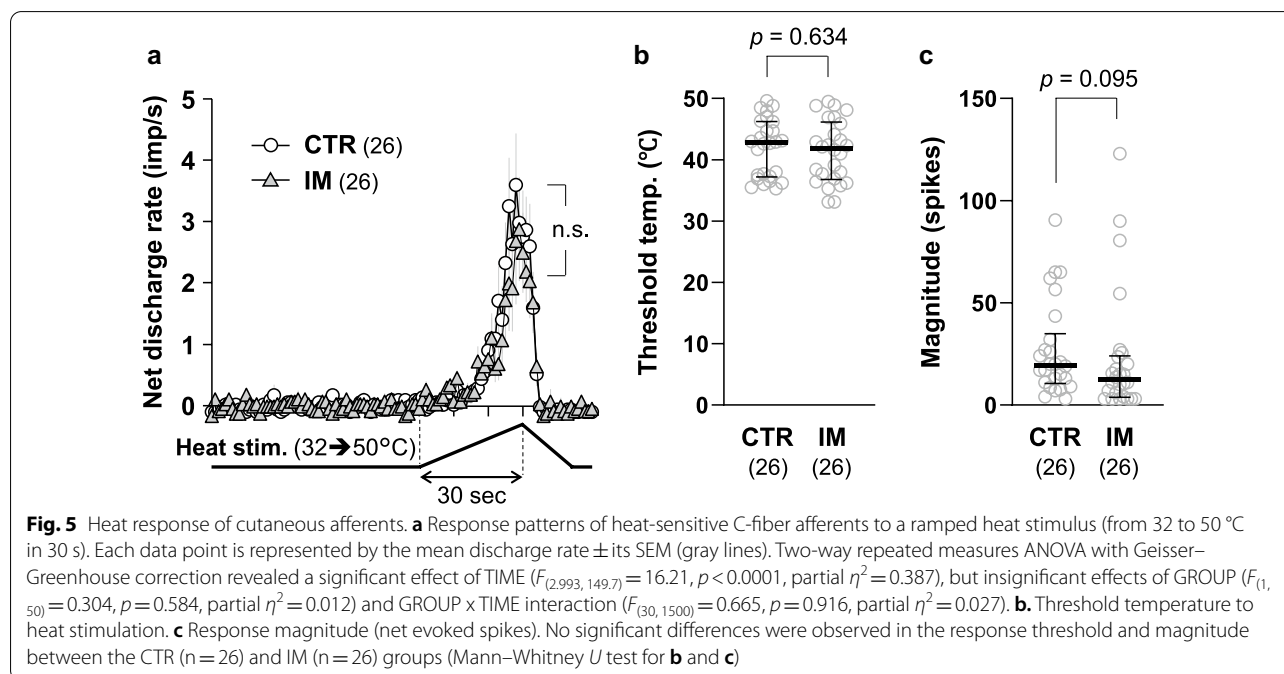 a
5
4
3
2
1
0
Net discharge rate (imp/s)
CTR (26)
IM (26)
n.s.
Heat stim. (32➔50°C)
30 sec
b
p = 0.634
50
40
30
20
10
0
Threshold temp. (°C)
CTR
(26)
IM
(26)
c
p = 0.095
150
100
50
0
Magnitude (spikes)
CTR
(26)
IM
(26)
Fig. 5 Heat response of cutaneous afferents. a Response patterns of heat-sensitive C-fiber afferents to a ramped heat stimulus (from 32 to 50 °C
in 30 s). Each data point is represented by the mean discharge rate ± its SEM (gray lines). Two-way repeated measures ANOVA with Geisser–
Greenhouse correction revealed a significant effect of TIME (F(2.993, 149.7) = 16.21, p < 0.0001, partial η² = 0.387), but insignificant effects of GROUP (F(1,
50) = 0.304, p = 0.584, partial η² = 0.012) and GROUP x TIME interaction (F(30, 1500) = 0.665, p = 0.916, partial η² = 0.027). b. Threshold temperature to
heat stimulation. c Response magnitude (net evoked spikes). No significant differences were observed in the response threshold and magnitude
between the CTR (n = 26) and IM (n = 26) groups (Mann–Whitney U test for b and c)